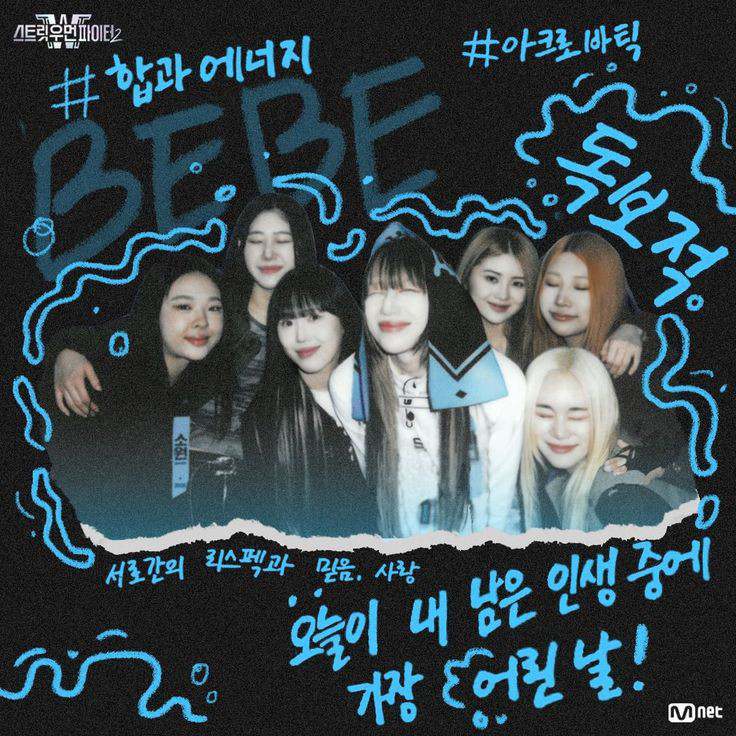 스트릿 우먼 파이터2
W
#합과 에너지
#아크로바틱
BEBE
독보적
소원
서로간의 리스펙과 믿음. 사랑
오늘이 내 남은 인생 중에
가장 어린 날!
Mnet